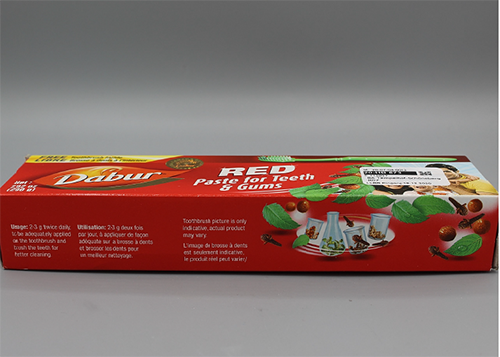 FREE
LIBRE
Dabur
RED
Paste for Teeth
& Gums
Net :
Usage: 2-3 g twice daily
to be adequately applied
on the toothbrush and
brush the teeth for
better cleaning.
Utilisation: 2-3 g deux fois
par jour, à appliquer de façon
adéquate sur a brosse à dents
et brosser les dents pour
un meilleur nettoyage.
Toothbrush picture is only
indicative, actual product
may vary.
L'image de brosse à dents
est seulement indicative,
le produit réel peut varier/